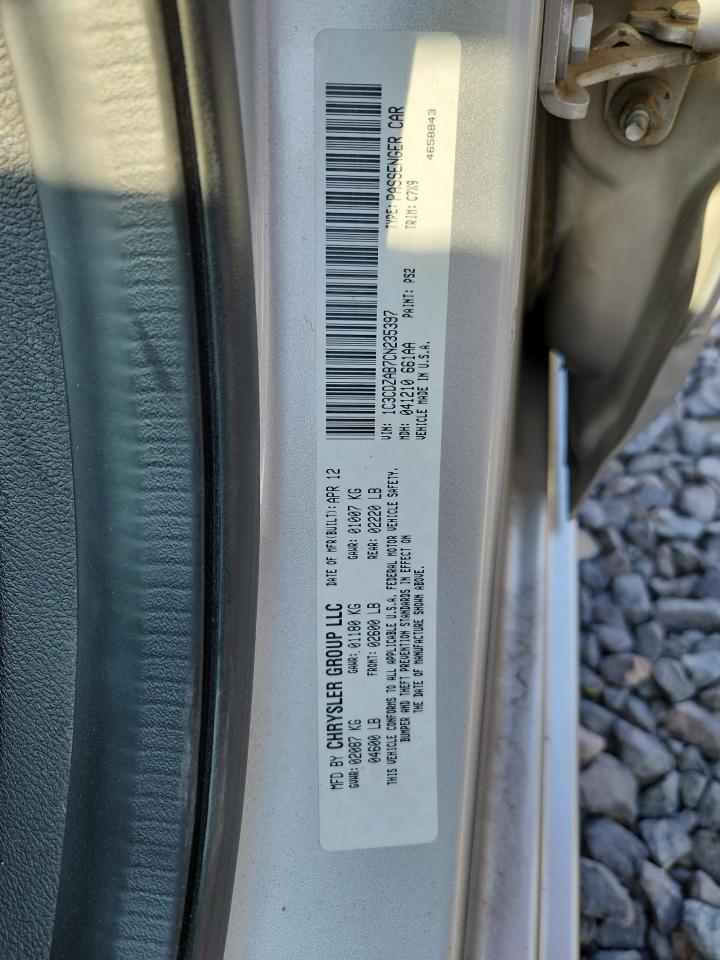 MFD BY CHRYSLER GROUP LLC DATE OF MFR(BUILT): APR 12
GVWR: 02087 KG GAWR: 01180 KG GAWR: 01007 KG
04600 LB FRONT: 02600 LB REAR: 02220 LB
THIS VEHICLE CONFORMS TO ALL APPLICABLE U.S.A. FEDERAL MOTOR VEHICLE SAFETY,
BUMPER AND THEFT PREVENTION STANDARDS IN EFFECT ON
THE DATE OF MANUFACTURE SHOWN ABOVE.
VIN: 1C3CDZAB7CN235397 TYPE: PASSENGER CAR
MDH: 041210 661AA PAINT: PS2 TRIM: C7X9
VEHICLE MADE IN U.S.A. 4658843